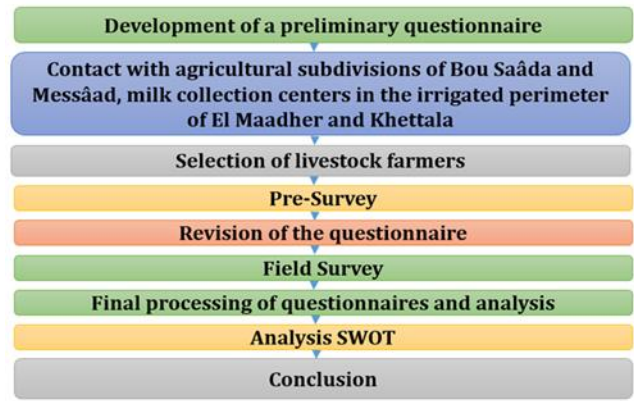 Development of a preliminary questionnaire
Contact with agricultural subdivisions of Bou Saâda and
Messâad, milk collection centers in the irrigated perimeter
of El Maadher and Khettala
Selection of livestock farmers
Pre-Survey
Revision of the questionnaire
Field Survey
Final processing of questionnaires and analysis
Analysis SWOT
Conclusion